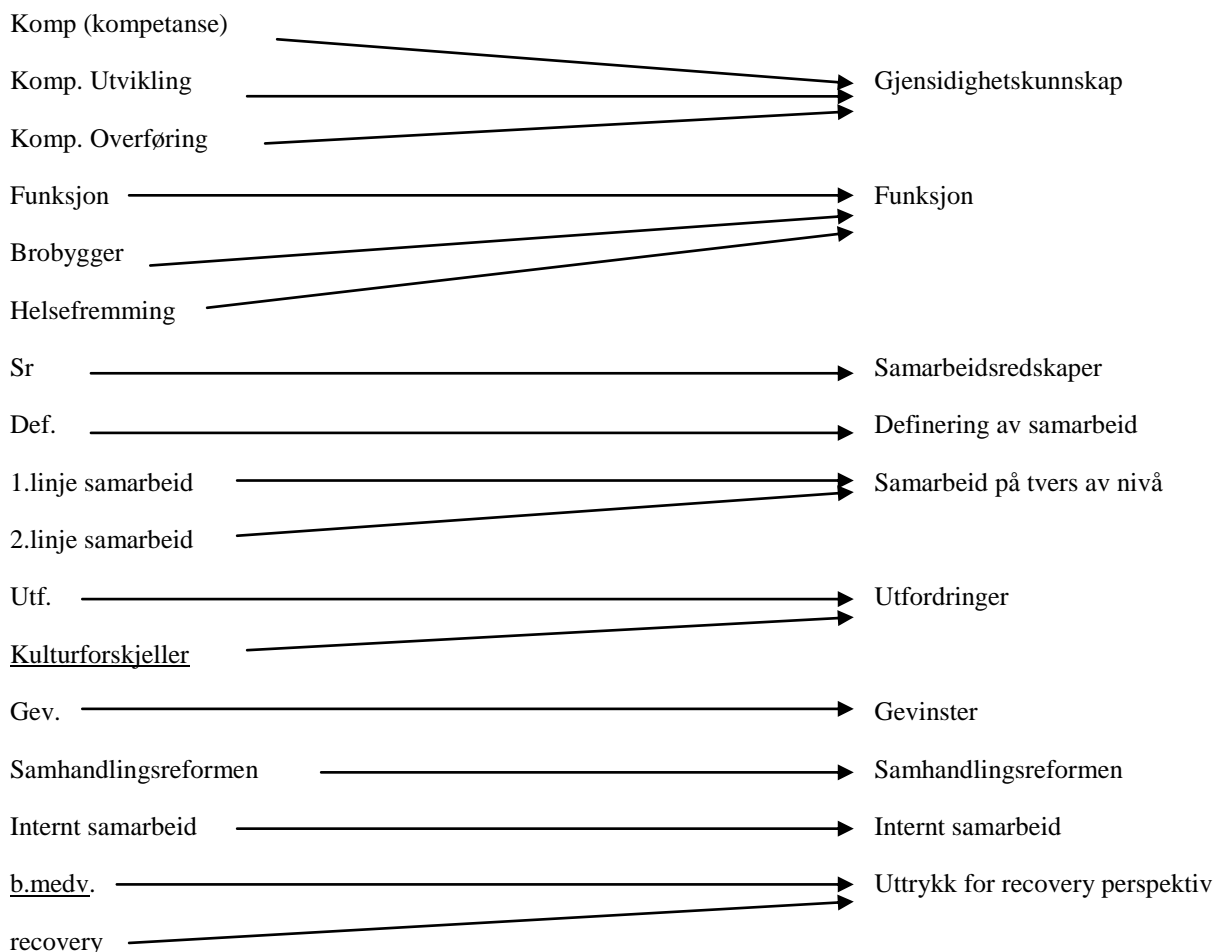 Komp (kompetanse)
Komp. Utvikling Gjensidighetskunnskap
Komp. Overføring
Funksjon Funksjon
Brobygger
Helsefremming
Sr Samarbeidsredskaper
Def. Definering av samarbeid
1.linje samarbeid Samarbeid på tvers av nivå
2.linje samarbeid
Utf. Utfordringer
Kulturforskjeller
Gev. Gevinster
Samhandlingsreformen Samhandlingsreformen
Internt samarbeid Internt samarbeid
b.medv. Uttrykk for recovery perspektiv
recovery